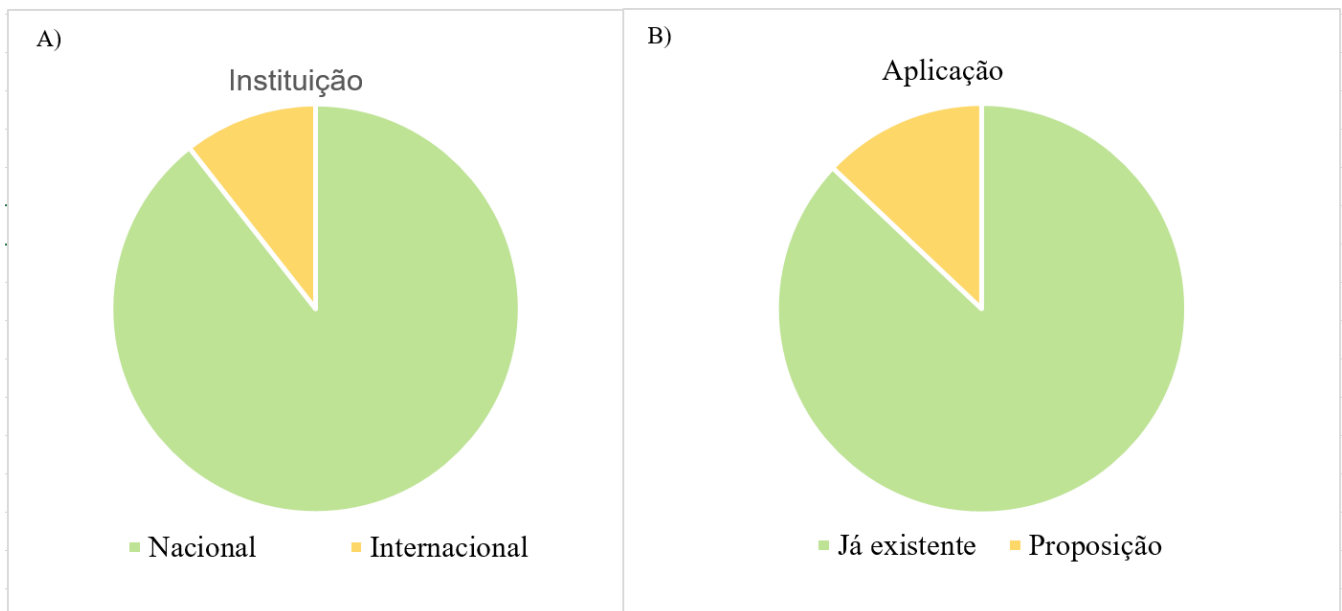 A)
Instituição
Nacional
Internacional
B)
Aplicação
Já existente
Proposição